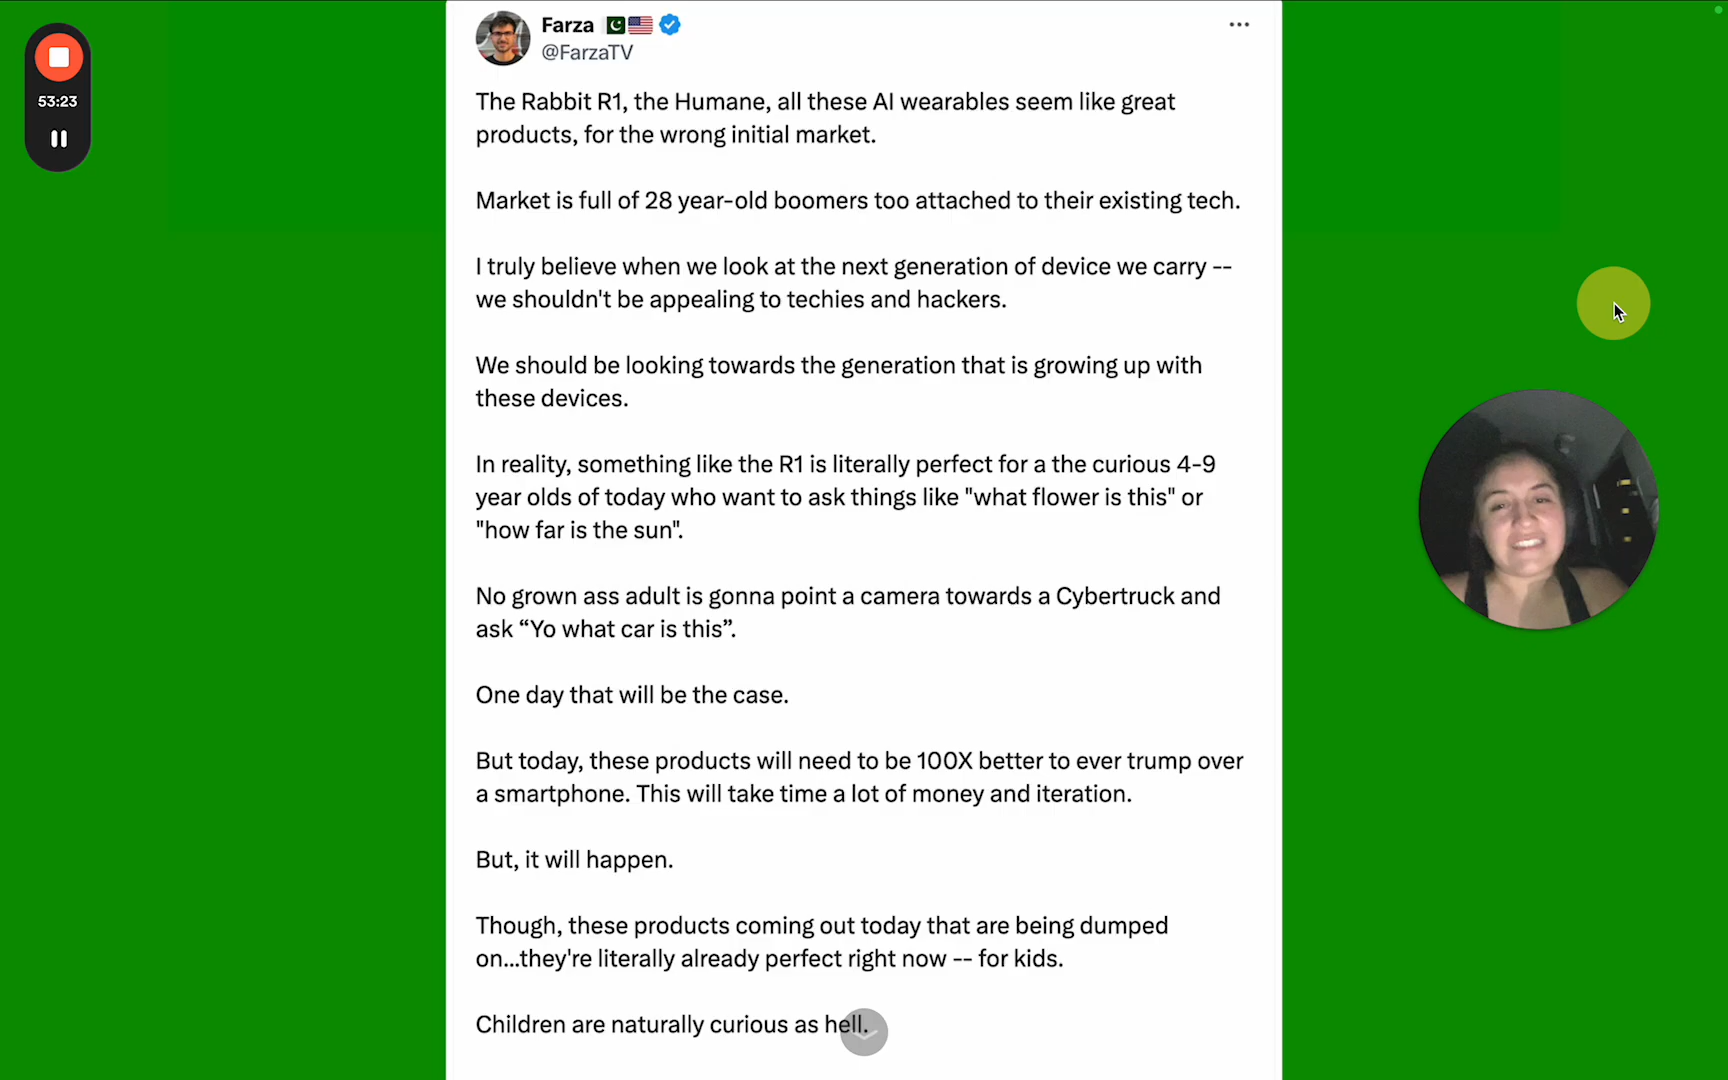 Farza 🇵🇰🇺🇸
@FarzaTV
53:23
The Rabbit R1, the Humane, all these AI wearables seem like great
products, for the wrong initial market.
Market is full of 28 year-old boomers too attached to their existing tech.
I truly believe when we look at the next generation of device we carry --
we shouldn't be appealing to techies and hackers.
We should be looking towards the generation that is growing up with
these devices.
In reality, something like the R1 is literally perfect for a the curious 4-9
year olds of today who want to ask things like "what flower is this" or
"how far is the sun".
No grown ass adult is gonna point a camera towards a Cybertruck and
ask “Yo what car is this”.
One day that will be the case.
But today, these products will need to be 100X better to ever trump over
a smartphone. This will take time a lot of money and iteration.
But, it will happen.
Though, these products coming out today that are being dumped
on...they're literally already perfect right now -- for kids.
Children are naturally curious as hell.